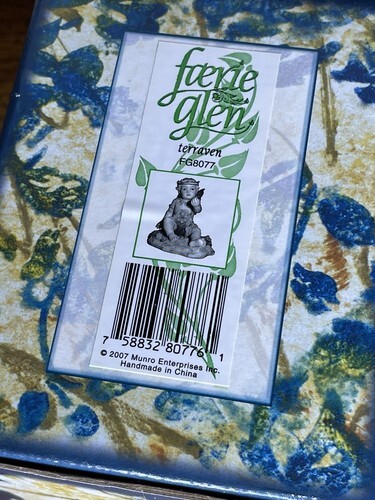 færie
glen
terraven
FG8077
7 58832 80776 1
© 2007 Munro Enterprises Inc.
Handmade in China